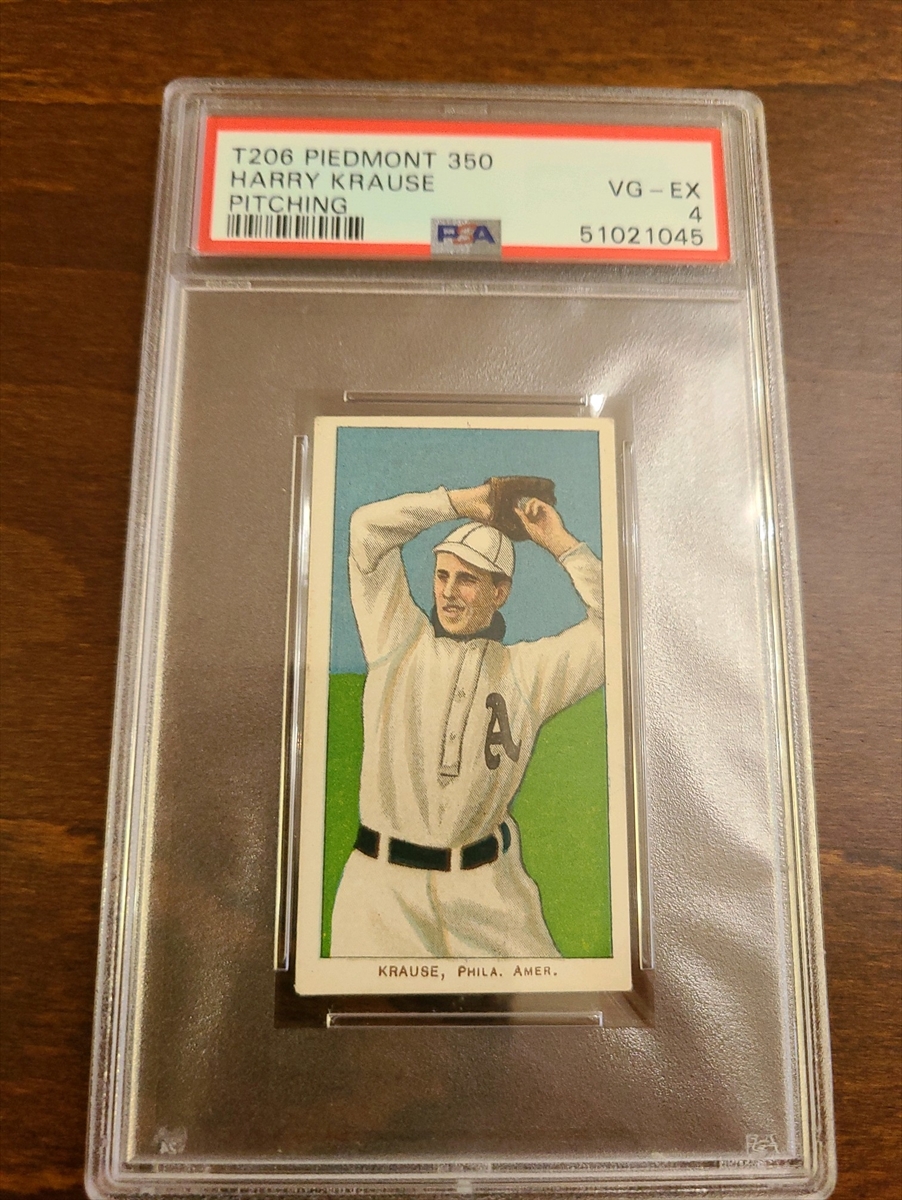 T206 PIEDMONT 350
HARRY KRAUSE
PITCHING
VG - EX
4
51021045
PSA
A
KRAUSE, PHILA. AMER.